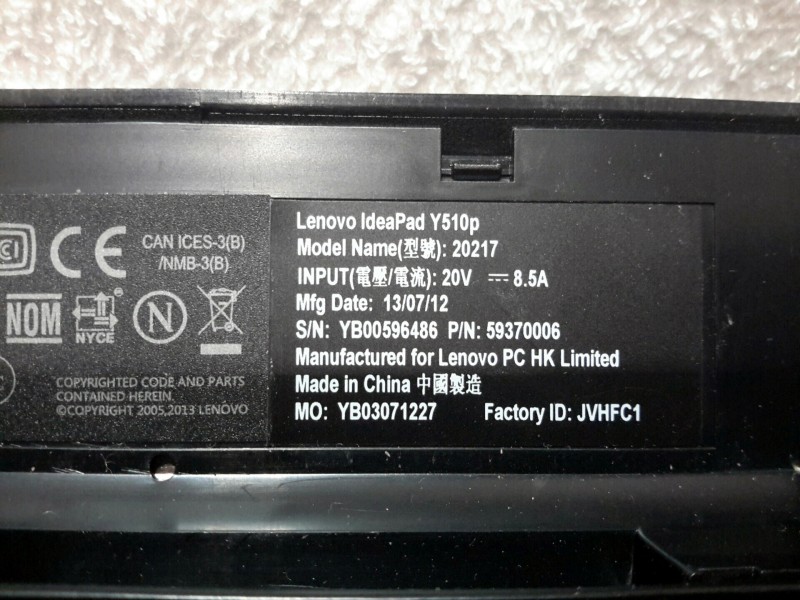 Lenovo IdeaPad Y510p
Model Name(型號): 20217
INPUT(電壓/電流): 20V ⎓ 8.5A
Mfg Date: 13/07/12
S/N: YB00596486 P/N: 59370006
Manufactured for Lenovo PC HK Limited
Made in China 中國製造
MO: YB03071227 Factory ID: JVHFC1
CE
CAN ICES-3(B)
/NMB-3(B)
NOM
NYCE
N
COPYRIGHTED CODE AND PARTS
CONTAINED HEREIN.
©COPYRIGHT 2005,2013 LENOVO